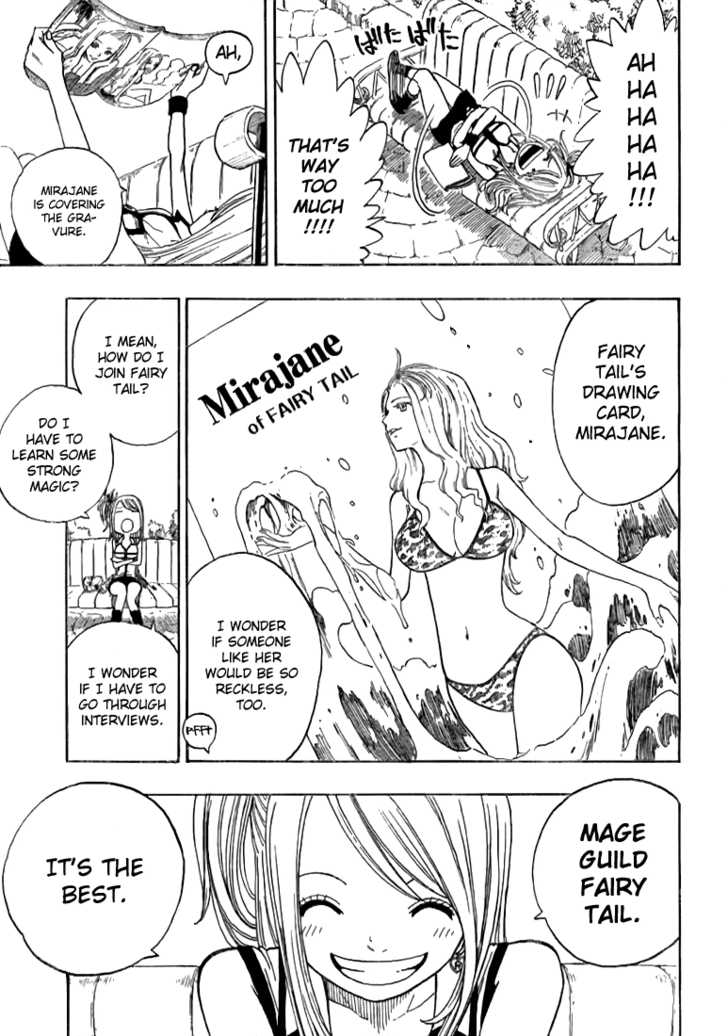 AH
HA
HA
HA
HA
!!!
ばたばた
THAT'S
WAY
TOO
MUCH
!!!!
AH,
MIRAJANE
IS COVERING
THE GRA-
VURE.
FAIRY
TAIL'S
DRAWING
CARD,
MIRAJANE.
Mirajane
of FAIRY TAIL
I WONDER
IF SOMEONE
LIKE HER
WOULD BE SO
RECKLESS,
TOO.
PFFT
I MEAN,
HOW DO I
JOIN FAIRY
TAIL?
DO I
HAVE TO
LEARN SOME
STRONG
MAGIC?
I WONDER
IF I HAVE TO
GO THROUGH
INTERVIEWS.
MAGE
GUILD
FAIRY
TAIL.
IT'S THE
BEST.